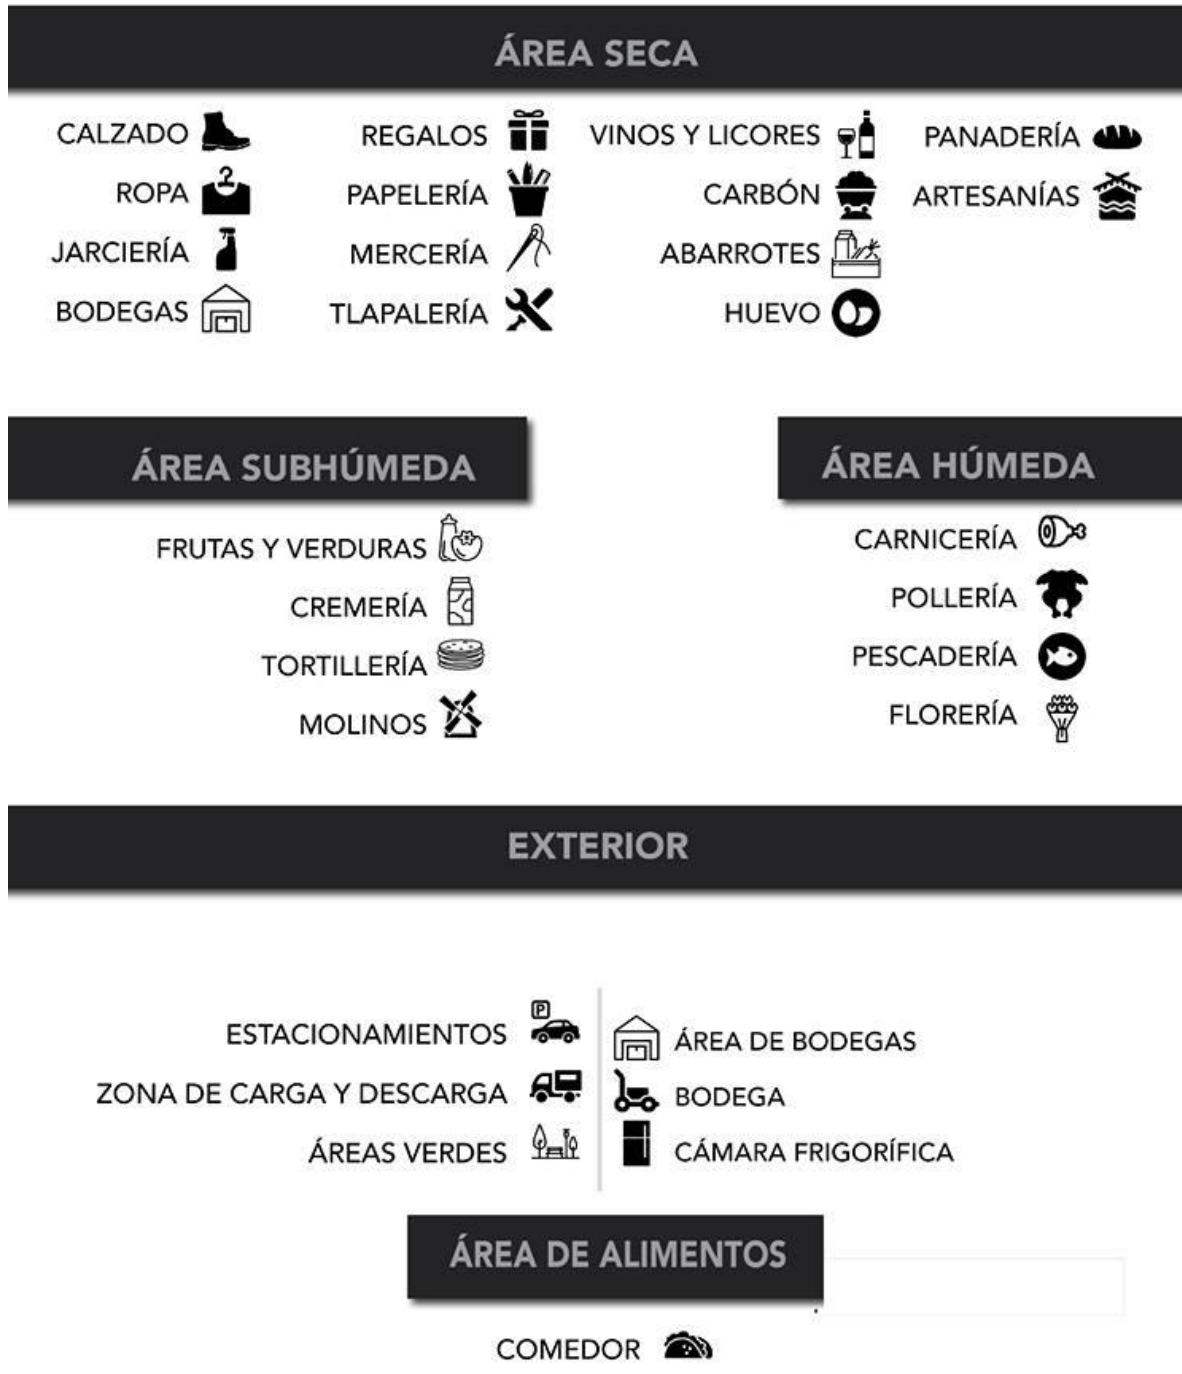 ÁREA SECA
CALZADO
ROPA
JARCIERÍA
BODEGAS
REGALOS
PAPELERÍA
MERCERÍA
TLAPALERÍA
VINOS Y LICORES
CARBÓN
ABARROTES
HUEVO
PANADERÍA
ARTESANÍAS
ÁREA SUBHÚMEDA
FRUTAS Y VERDURAS
CREMERÍA
TORTILLERÍA
MOLINOS
ÁREA HÚMEDA
CARNICERÍA
POLLERÍA
PESCADERÍA
FLORERÍA
EXTERIOR
P
ESTACIONAMIENTOS
ZONA DE CARGA Y DESCARGA
ÁREAS VERDES
ÁREA DE BODEGAS
BODEGA
CÁMARA FRIGORÍFICA
ÁREA DE ALIMENTOS
COMEDOR